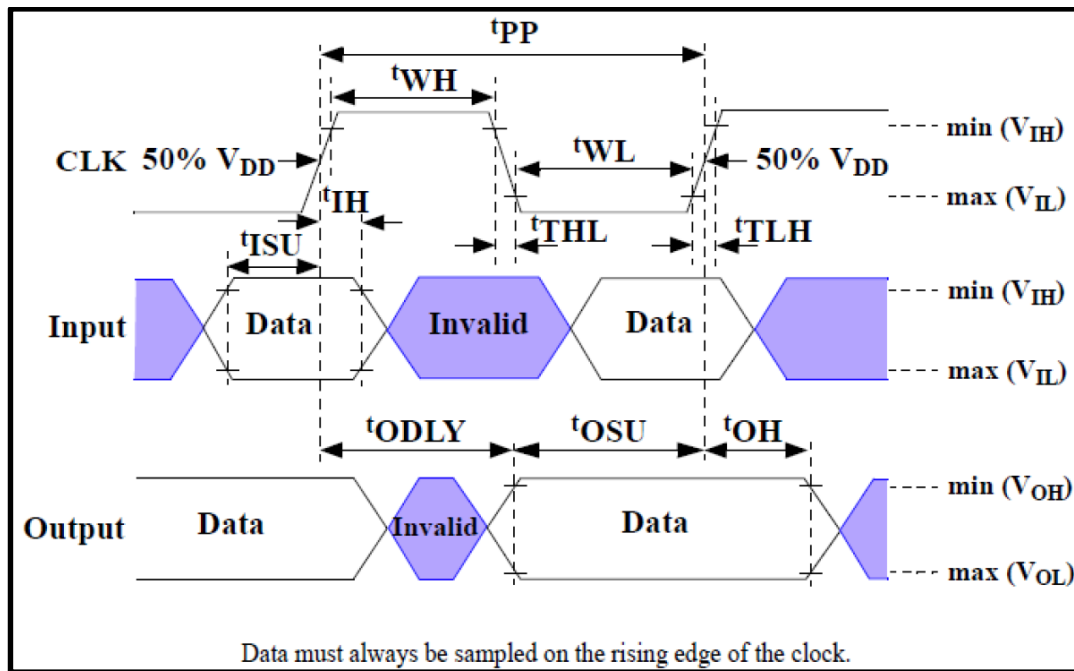 tPP
tWH
min (VIH)
CLK 50% VDD
tWL
50% VDD
tIH
max (VIL)
tTHL
tTLH
tISU
min (VIH)
Input
Data
Invalid
Data
max (VIL)
tODLY
tOSU
tOH
min (VOH)
Output
Data
Invalid
Data
max (VOL)
Data must always be sampled on the rising edge of the clock.